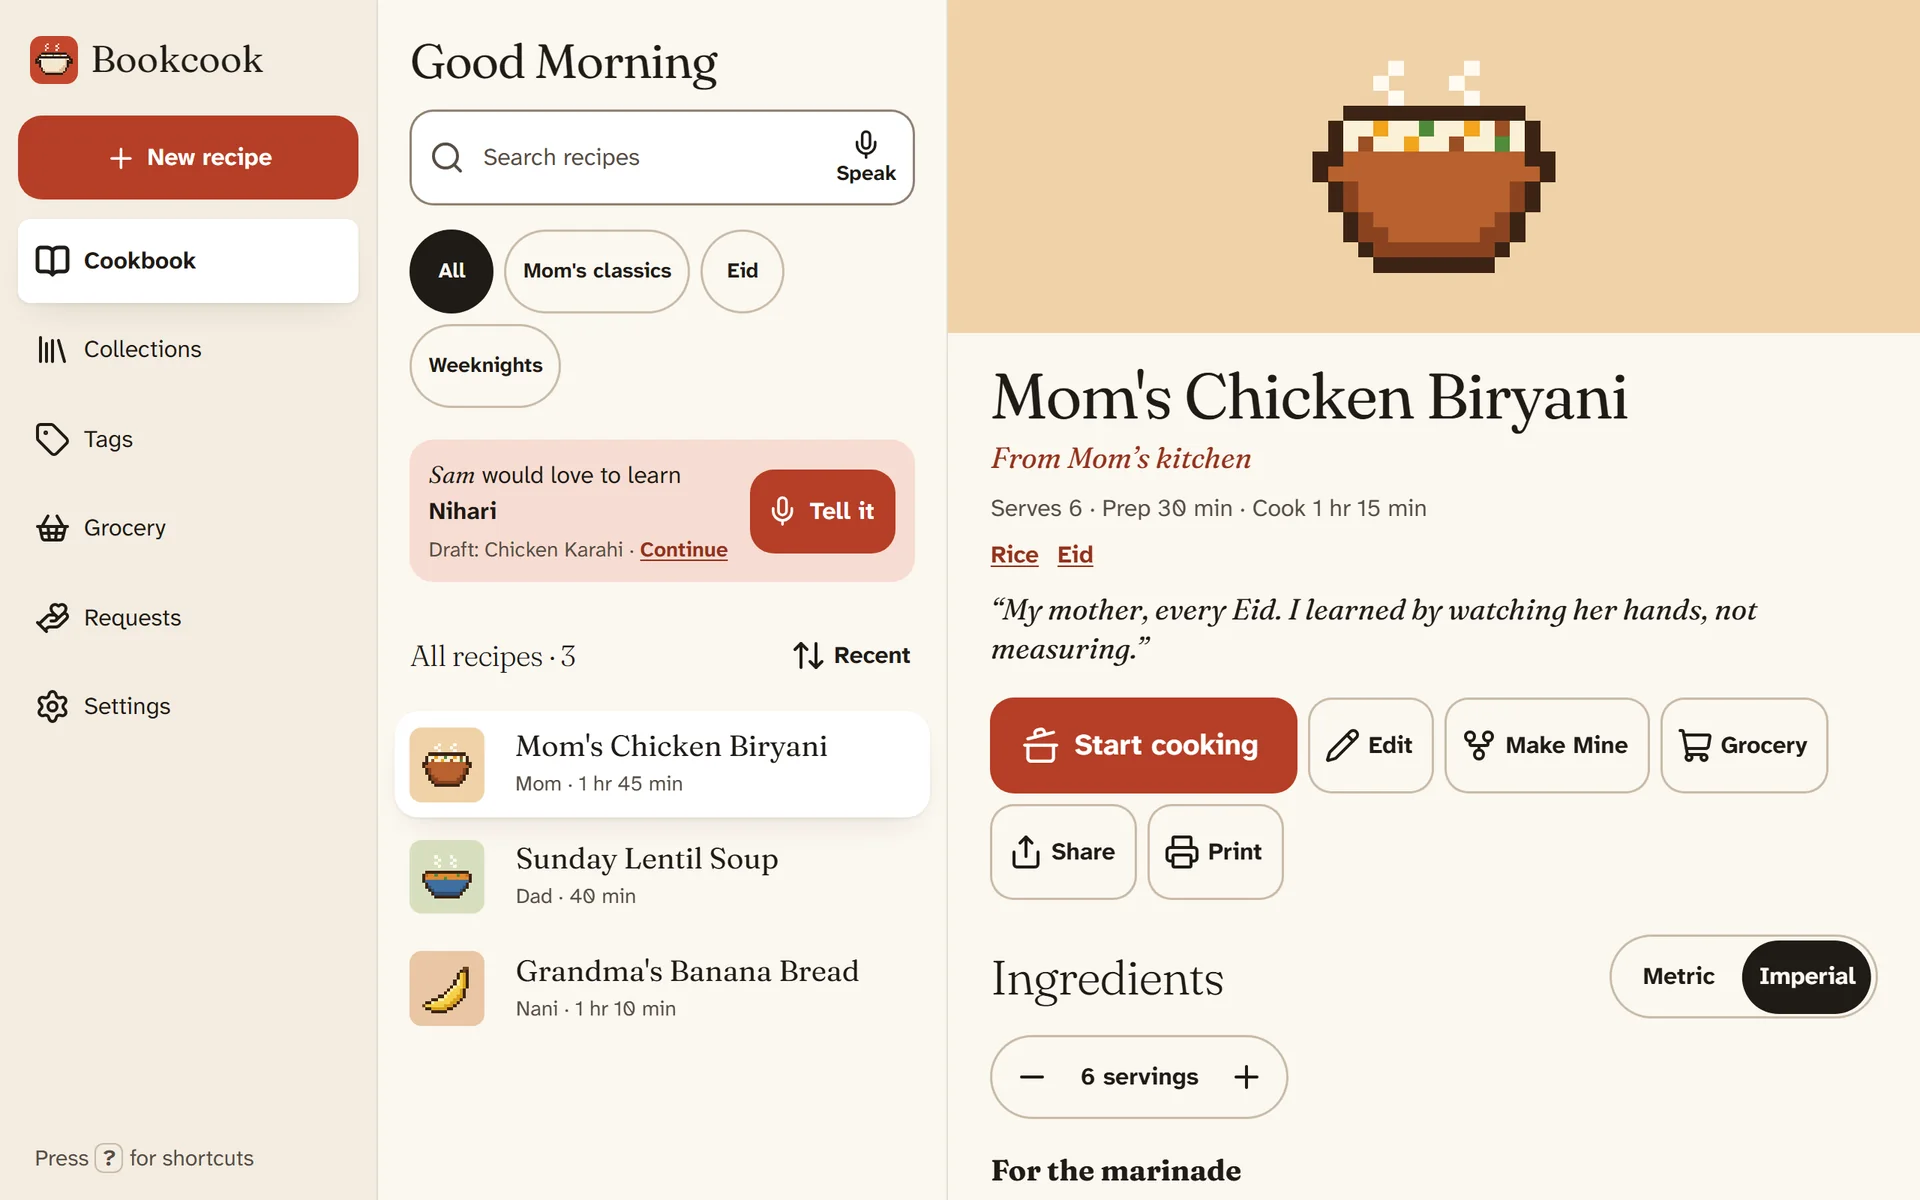 Bookcook
New recipe
Cookbook
Collections
Tags
Grocery
Requests
Settings
Press ? for shortcuts
Good Morning
Search recipes
Speak
All
Mom's classics
Eid
Weeknights
Sam would love to learn
Nihari
Draft: Chicken Karahi · Continue
Tell it
All recipes · 3
Recent
Mom's Chicken Biryani
Mom · 1 hr 45 min
Sunday Lentil Soup
Dad · 40 min
Grandma's Banana Bread
Nani · 1 hr 10 min
Mom's Chicken Biryani
From Mom’s kitchen
Serves 6 · Prep 30 min · Cook 1 hr 15 min
Rice Eid
“My mother, every Eid. I learned by watching her hands, not
measuring.”
Start cooking
Edit
Make Mine
Grocery
Share
Print
Ingredients
Metric
Imperial
6 servings
For the marinade